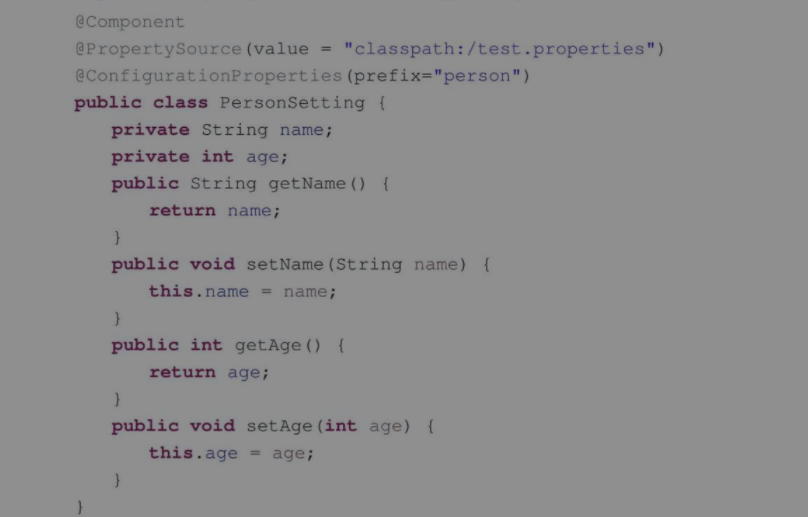 @Component
@PropertySource(value = "classpath:/test.properties")
@ConfigurationProperties(prefix="person")
public class PersonSetting {
private String name;
private int age;
public String getName() {
return name;
}
public void setName(String name) {
this.name = name;
}
public int getAge() {
return age;
}
public void setAge(int age) {
this.age = age;
}
}